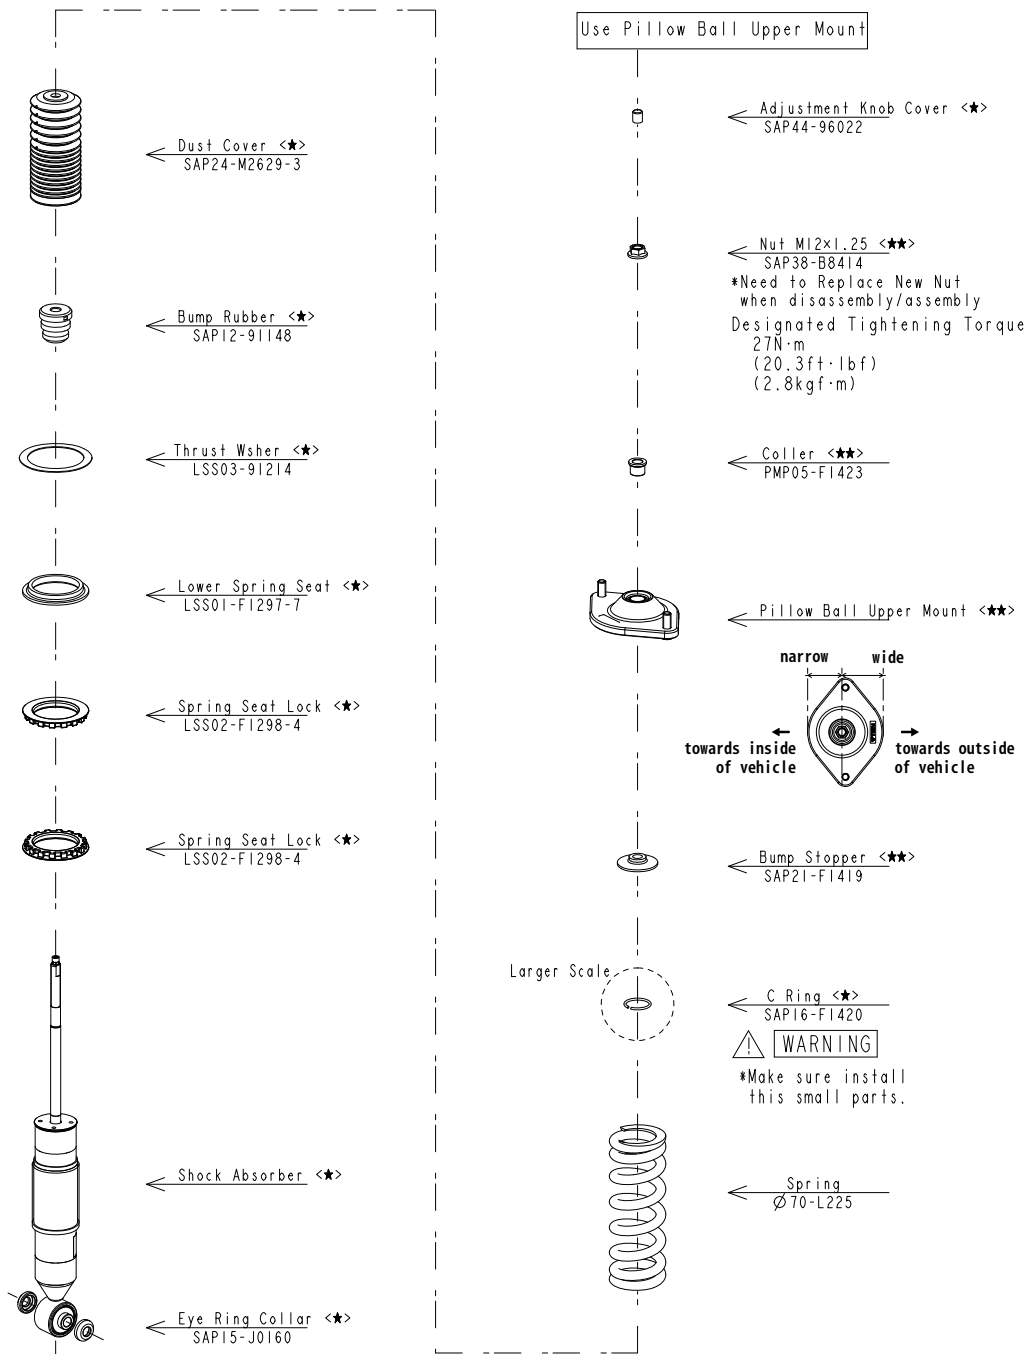 Dust Cover <★>
SAP24-M2629-3
Bump Rubber <★>
SAP12-91148
Thrust Wsher <★>
LSS03-91214
Lower Spring Seat <★>
LSS01-F1297-7
Spring Seat Lock <★>
LSS02-F1298-4
Spring Seat Lock <★>
LSS02-F1298-4
Shock Absorber <★>
Eye Ring Collar <★>
SAP15-J0160
Use Pillow Ball Upper Mount
Adjustment Knob Cover <★>
SAP44-96022
Nut M12×1.25 <★★>
SAP38-B8414
*Need to Replace New Nut
when disassembly/assembly
Designated Tightening Torque
27N·m
(20.3ft·lbf)
(2.8kgf·m)
Coller <★★>
PMP05-F1423
Pillow Ball Upper Mount <★★>
narrow wide
towards inside
of vehicle
towards outside
of vehicle
Bump Stopper <★★>
SAP21-F1419
Larger Scale
C Ring <★>
SAP16-F1420
WARNING
*Make sure install
this small parts.
Spring
Ø70-L225